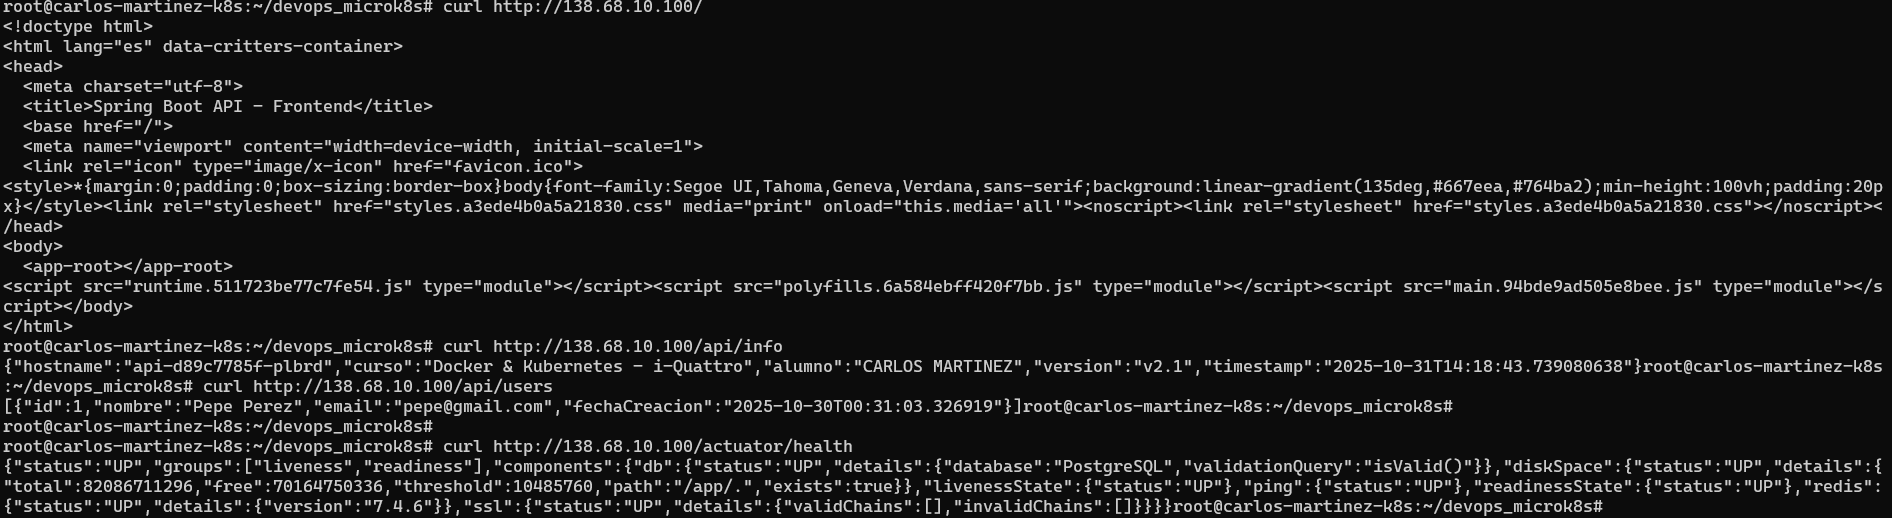 root@carlos-martinez-k8s:~/devops_microk8s# curl http://138.68.10.100/
<!doctype html>
<html lang="es" data-critters-container>
<head>
  <meta charset="utf-8">
  <title>Spring Boot API - Frontend</title>
  <base href="/">
  <meta name="viewport" content="width=device-width, initial-scale=1">
  <link rel="icon" type="image/x-icon" href="favicon.ico">
<style>*{margin:0;padding:0;box-sizing:border-box}body{font-family:Segoe UI,Tahoma,Geneva,Verdana,sans-serif;background:linear-gradient(135deg,#667eea,#764ba2);min-height:100vh;padding:20p
x}</style><link rel="stylesheet" href="styles.a3ede4b0a5a21830.css" media="print" onload="this.media='all'"><noscript><link rel="stylesheet" href="styles.a3ede4b0a5a21830.css"></noscript><
/head>
<body>
  <app-root></app-root>
<script src="runtime.511723be77c7fe54.js" type="module"></script><script src="polyfills.6a584ebff420f7bb.js" type="module"></script><script src="main.94bde9ad505e8bee.js" type="module"></s
cript></body>
</html>
root@carlos-martinez-k8s:~/devops_microk8s# curl http://138.68.10.100/api/info
{"hostname":"api-d89c7785f-plbrd","curso":"Docker & Kubernetes - i-Quattro","alumno":"CARLOS MARTINEZ","version":"v2.1","timestamp":"2025-10-31T14:18:43.739080638"}root@carlos-martinez-k8s
:~/devops_microk8s# curl http://138.68.10.100/api/users
[{"id":1,"nombre":"Pepe Perez","email":"pepe@gmail.com","fechaCreacion":"2025-10-30T00:31:03.326919"}]root@carlos-martinez-k8s:~/devops_microk8s#
root@carlos-martinez-k8s:~/devops_microk8s#
root@carlos-martinez-k8s:~/devops_microk8s# curl http://138.68.10.100/actuator/health
{"status":"UP","groups":["liveness","readiness"],"components":{"db":{"status":"UP","details":{"database":"PostgreSQL","validationQuery":"isValid()"}},"diskSpace":{"status":"UP","details":{
"total":82086711296,"free":70164750336,"threshold":10485760,"path":"/app/.","exists":true}},"livenessState":{"status":"UP"},"ping":{"status":"UP"},"readinessState":{"status":"UP"},"redis":
{"status":"UP","details":{"version":"7.4.6"}},"ssl":{"status":"UP","details":{"validChains":[],"invalidChains":[]}}}}root@carlos-martinez-k8s:~/devops_microk8s#